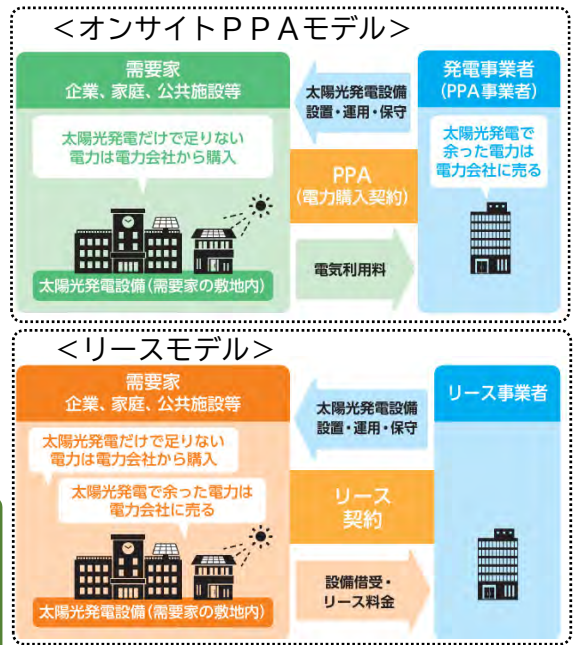 ＜オンサイトＰＰＡモデル＞
需要家
企業、家庭、公共施設等
太陽光発電だけで足りない
電力は電力会社から購入
太陽光発電設備(需要家の敷地内)
太陽光発電設備
設置・運用・保守
PPA
(電力購入契約)
電気利用料
発電事業者
(PPA事業者)
太陽光発電で
余った電力は
電力会社に売る
＜リースモデル＞
需要家
企業、家庭、公共施設等
太陽光発電だけで足りない
電力は電力会社から購入
太陽光発電で余った電力は
電力会社に売る
太陽光発電設備(需要家の敷地内)
太陽光発電設備
設置・運用・保守
リース
契約
設備借受・
リース料金
リース事業者